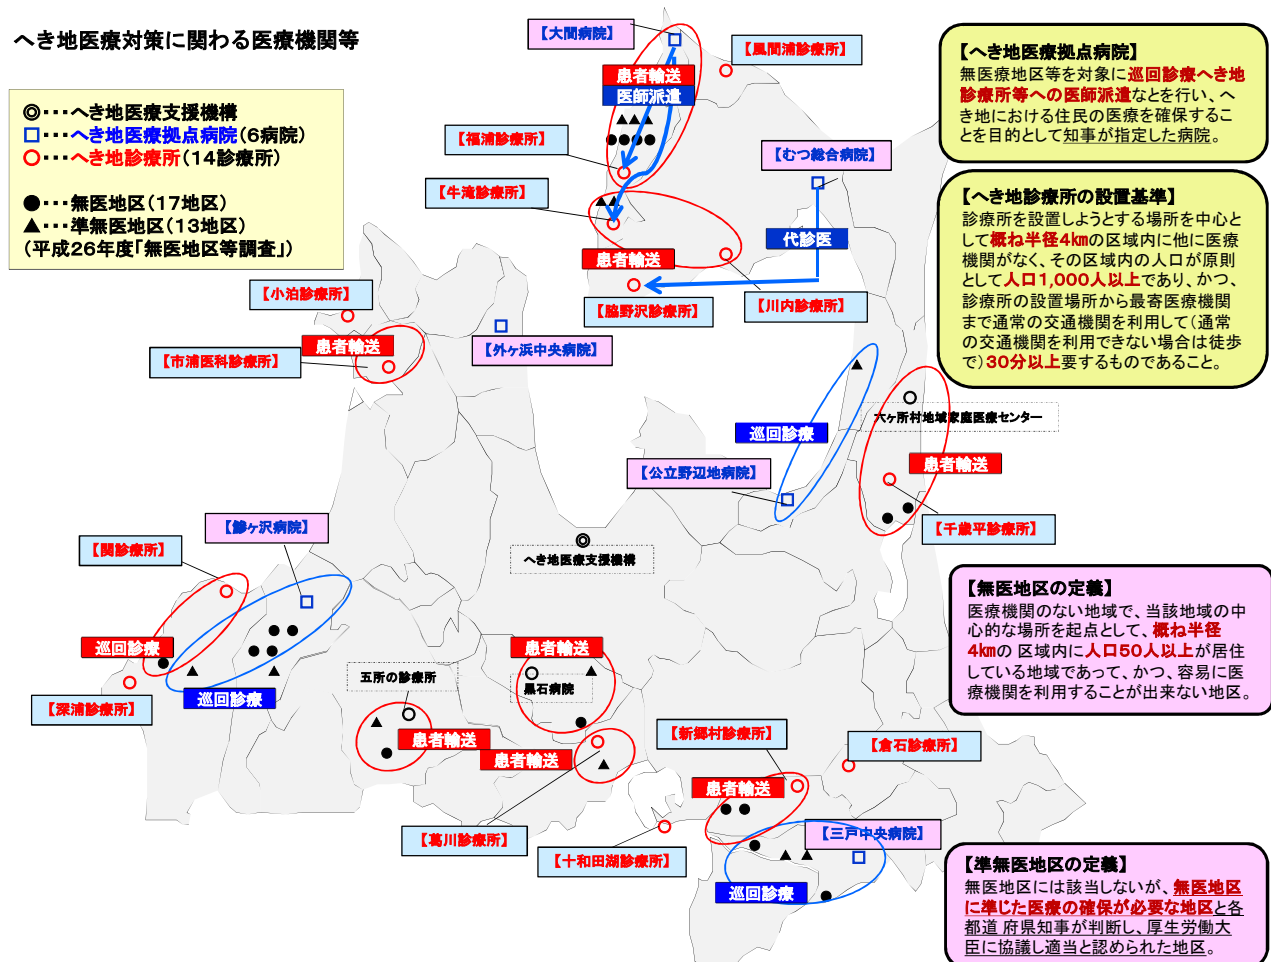 へき地医療対策に関わる医療機関等
◎・・・へき地医療支援機構
□・・・へき地医療拠点病院(6病院)
○・・・へき地診療所(14診療所)
●・・・無医地区(17地区)
▲・・・準無医地区(13地区)
(平成26年度「無医地区等調査」)
【大間病院】
【風間浦診療所】
患者輸送
医師派遣
【福浦診療所】
【むつ総合病院】
【牛滝診療所】
代診医
患者輸送
【脇野沢診療所】
【川内診療所】
【小泊診療所】
患者輸送
【市浦医科診療所】
【外ヶ浜中央病院】
六ヶ所村地域家庭医療センター
巡回診療
患者輸送
【公立野辺地病院】
【千歳平診療所】
【鰺ヶ沢病院】
【関診療所】
へき地医療支援機構
巡回診療
患者輸送
五所の診療所
黒石病院
巡回診療
【深浦診療所】
患者輸送
患者輸送
【新郷村診療所】
【倉石診療所】
患者輸送
【葛川診療所】
【十和田湖診療所】
【三戸中央病院】
巡回診療
【へき地医療拠点病院】
無医療地区等を対象に巡回診療へき地
診療所等への医師派遣などを行い、へ
き地における住民の医療を確保するこ
とを目的として知事が指定した病院。
【へき地診療所の設置基準】
診療所を設置しようとする場所を中心と
して概ね半径4kmの区域内に他に医療
機関がなく、その区域内の人口が原則
として人口1,000人以上であり、かつ、
診療所の設置場所から最寄医療機関
まで通常の交通機関を利用して(通常
の交通機関を利用できない場合は徒歩
で)30分以上要するものであること。
【無医地区の定義】
医療機関のない地域で、当該地域の中
心的な場所を起点として、概ね半径
4kmの 区域内に人口50人以上が居住
している地域であって、かつ、容易に医
療機関を利用することが出来ない地区。
【準無医地区の定義】
無医地区には該当しないが、無医地区
に準じた医療の確保が必要な地区と各
都道 府県知事が判断し、厚生労働大
臣に協議し適当と認められた地区。